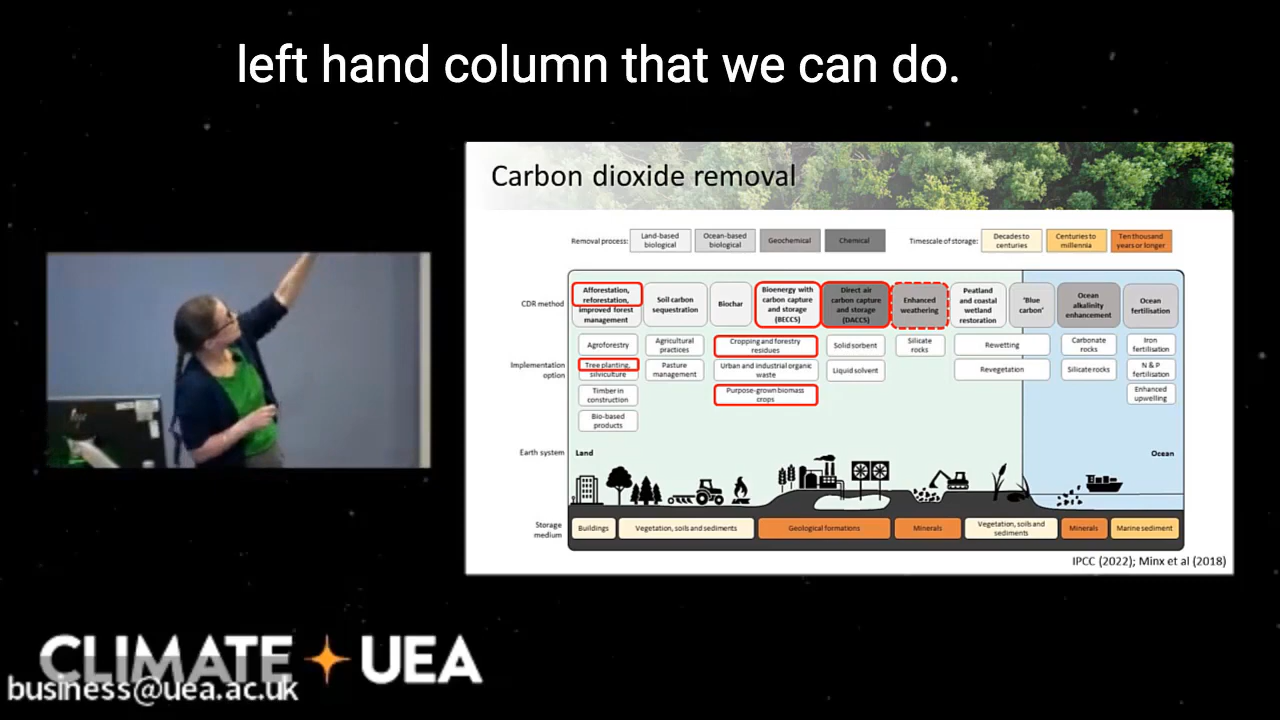 left hand column that we can do.
Carbon dioxide removal
Removal process:
Land-based
biological
Ocean-based
biological
Geochemical
Chemical
Timescale of storage:
Decades to
centuries
Centuries to
millennia
Ten thousand
years or longer
CDR method
Afforestation,
reforestation,
improved forest
management
Soil carbon
sequestration
Biochar
Bioenergy with
carbon capture
and storage
(BECCS)
Direct air
carbon capture
and storage
(DACCS)
Enhanced
weathering
Peatland
and coastal
wetland
restoration
'Blue
carbon'
Ocean
alkalinity
enhancement
Ocean
fertilisation
Implementation
option
Agroforestry
Tree planting,
silviculture
Timber in
construction
Bio-based
products
Agricultural
practices
Pasture
management
Cropping and forestry
residues
Urban and industrial organic
waste
Purpose-grown biomass
crops
Solid sorbent
Liquid solvent
Silicate
rocks
Rewetting
Revegetation
Carbonate
rocks
Silicate rocks
Iron
fertilisation
N & P
fertilisation
Enhanced
upwelling
Earth system
Land
Ocean
Storage
medium
Buildings
Vegetation, soils and sediments
Geological formations
Minerals
Vegetation, soils and
sediments
Minerals
Marine sediment
IPCC (2022); Minx et al (2018)
CLIMATE UEA
business@uea.ac.uk